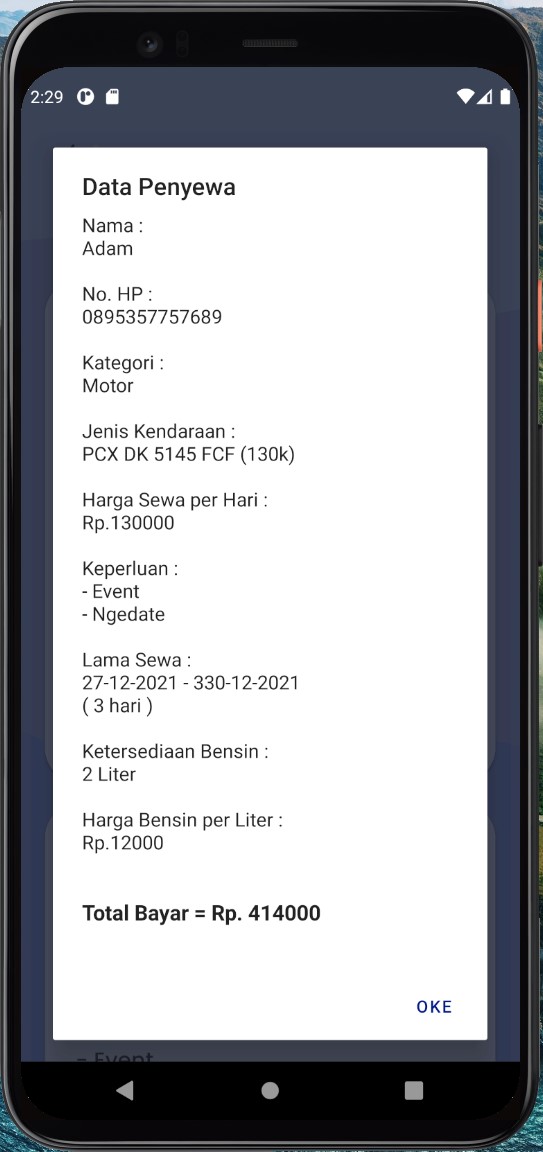 2:29
Data Penyewa
Nama :
Adam
No. HP :
0895357757689
Kategori :
Motor
Jenis Kendaraan :
PCX DK 5145 FCF (130k)
Harga Sewa per Hari :
Rp.130000
Keperluan :
- Event
- Ngedate
Lama Sewa :
27-12-2021 - 330-12-2021
( 3 hari )
Ketersediaan Bensin :
2 Liter
Harga Bensin per Liter :
Rp.12000
Total Bayar = Rp. 414000
OKE
- Event